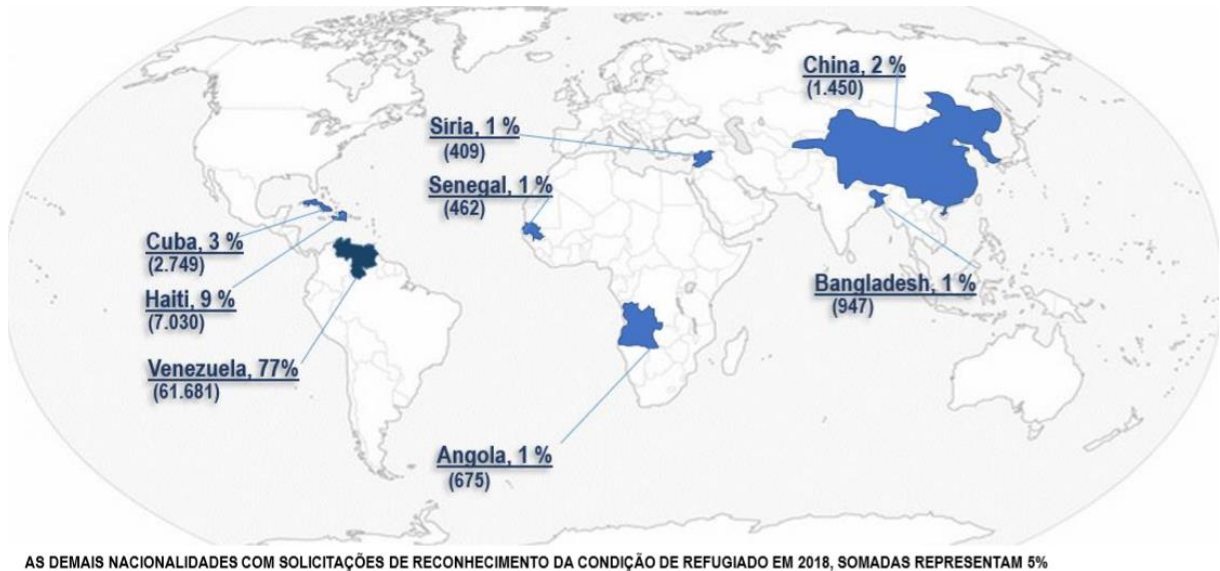 China, 2 %
(1.450)
Síria, 1 %
(409)
Senegal, 1 %
(462)
Cuba, 3 %
(2.749)
Haiti, 9 %
(7.030)
Venezuela, 77%
(61.681)
Bangladesh, 1 %
(947)
Angola, 1 %
(675)
AS DEMAIS NACIONALIDADES COM SOLICITAÇÕES DE RECONHECIMENTO DA CONDIÇÃO DE REFUGIADO EM 2018, SOMADAS REPRESENTAM 5%